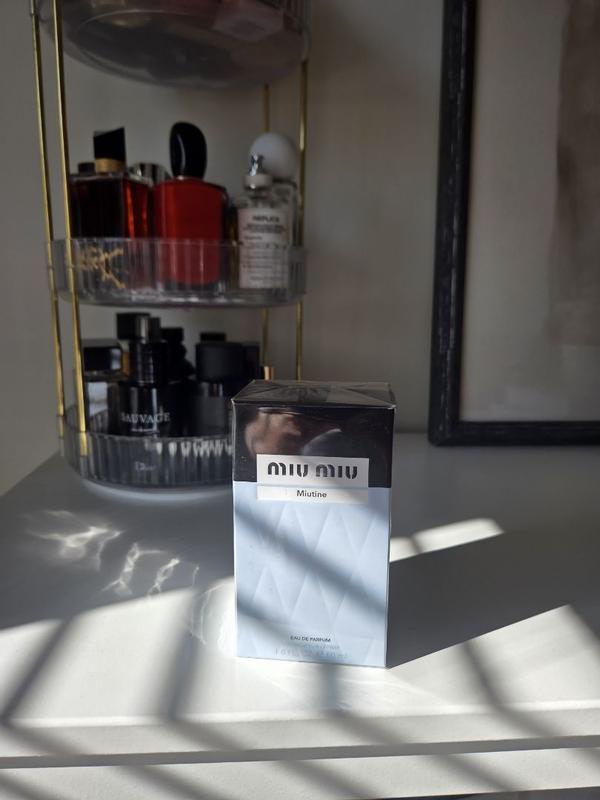 REPLICA
SAUVAGE
Dior
MIU MIU
Miutine
EAU DE PARFUM